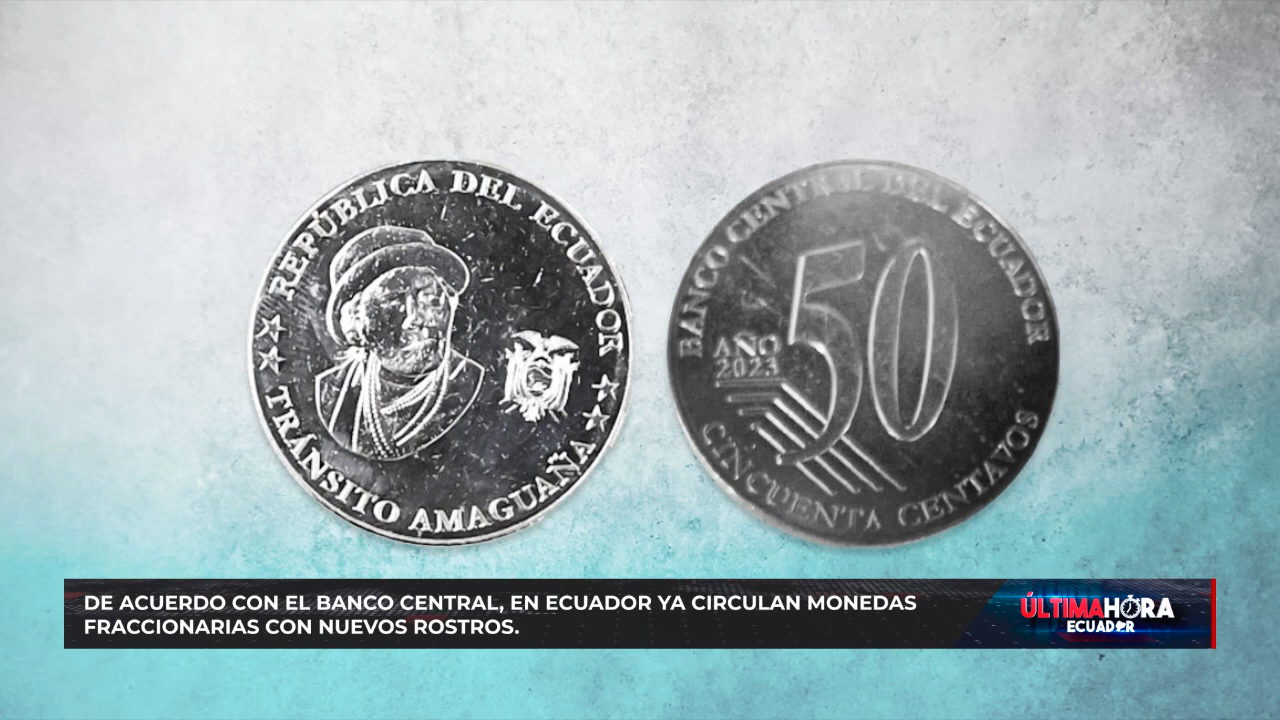 REPÚBLICA DEL ECUADOR
TRÁNSITO AMAGUAÑA
BANCO CENTRAL DEL ECUADOR
50
AÑO
2023
CINCUENTA CENTAVOS
DE ACUERDO CON EL BANCO CENTRAL, EN ECUADOR YA CIRCULAN MONEDAS
FRACCIONARIAS CON NUEVOS ROSTROS.
ÚLTIMAHORA
ECUADOR